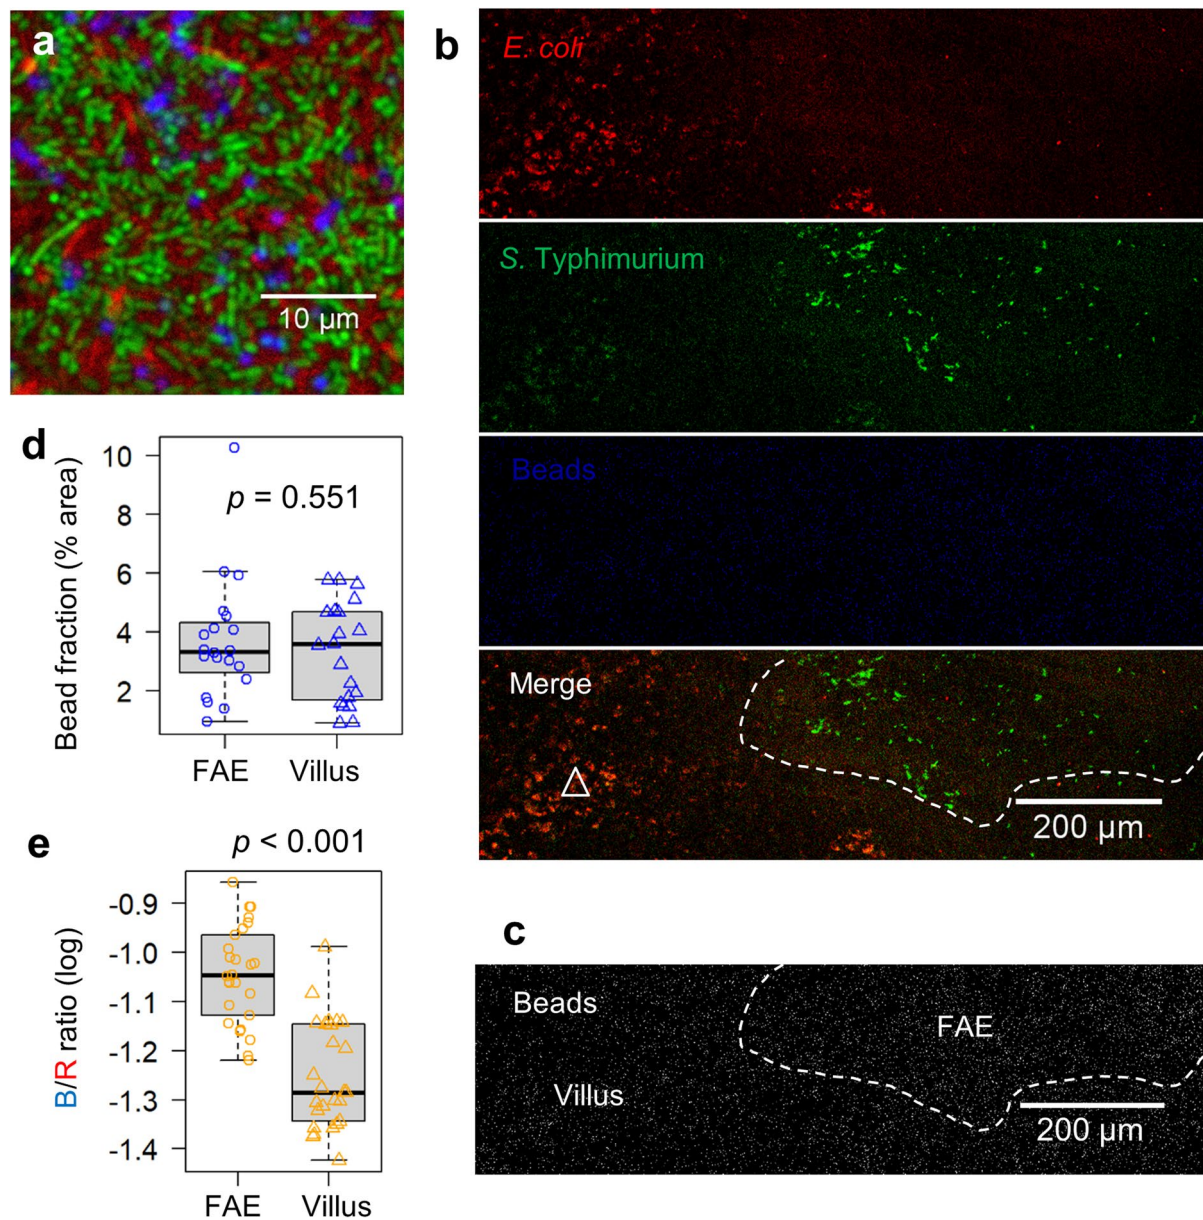 a
10 µm
b
E. coli
S. Typhimurium
Beads
Merge
200 µm
c
Beads
FAE
Villus
200 µm
d
Bead fraction (% area)
10
8
6
4
2
p = 0.551
FAE Villus
e
p < 0.001
B/R ratio (log)
-0.9
-1.0
-1.1
-1.2
-1.3
-1.4
FAE Villus